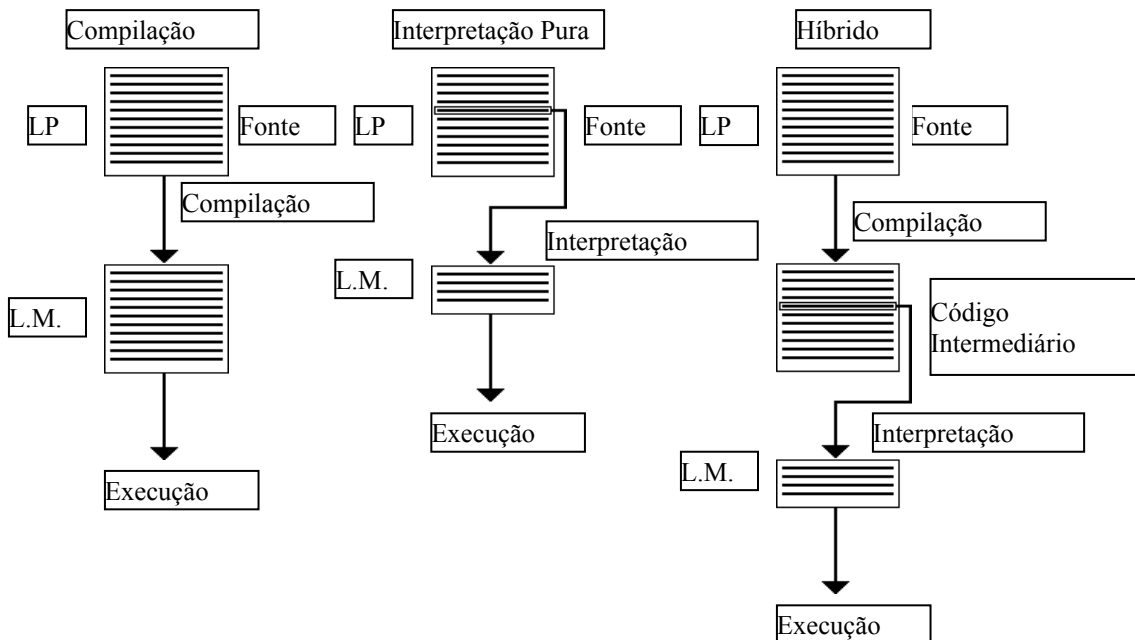 Compilação
Interpretação Pura
Híbrido
LP
Fonte
LP
Fonte
LP
Fonte
Compilação
Interpretação
Compilação
L.M.
L.M.
Código
Intermediário
Execução
Execução
Interpretação
L.M.
Execução